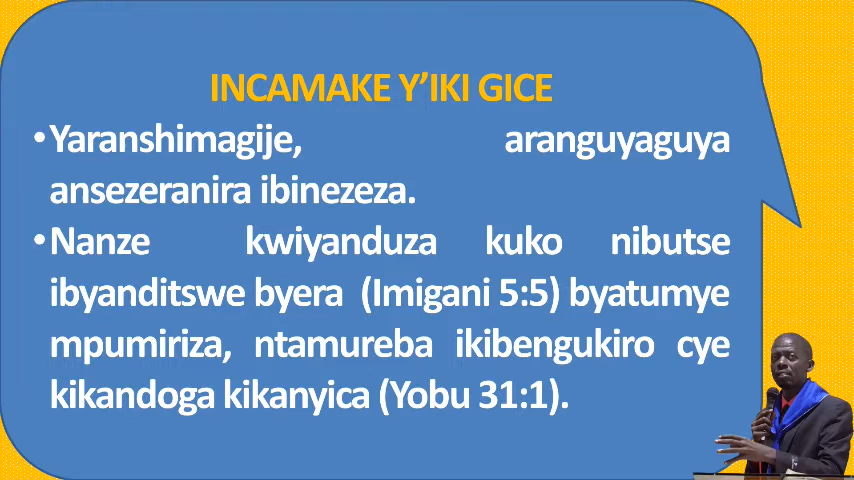 INCAMAKE Y’IKI GICE
•Yaranshimagije, aranguyaguya
ansezeranira ibinezeza.
•Nanze kwiyanduza kuko nibutse
ibyanditswe byera (Imigani 5:5) byatumye
mpumiriza, ntamureba ikibengukiro cye
kikandoga kikanyica (Yobu 31:1).